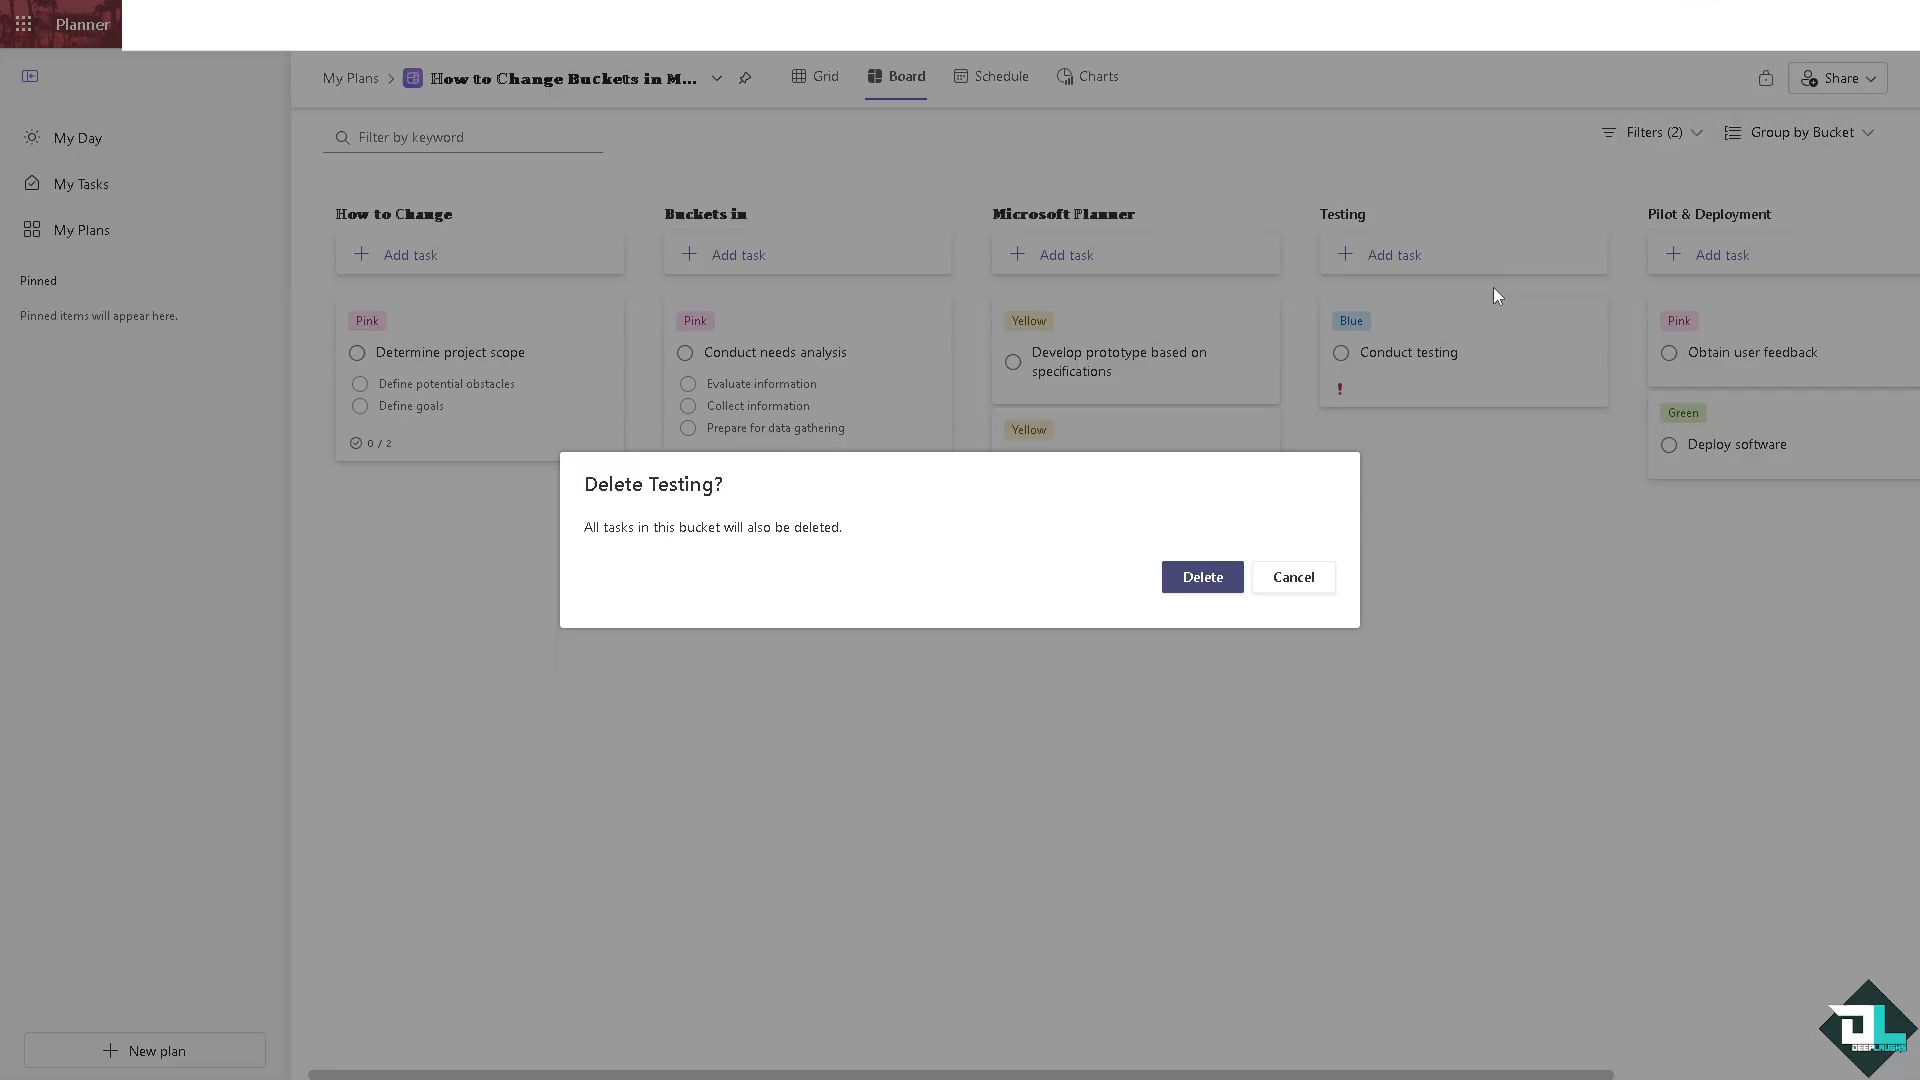 Planner
My Plans
How to Change Buckets in M...
Grid
Board
Schedule
Charts
Share
My Day
My Tasks
My Plans
Pinned
Pinned items will appear here.
New plan
Filter by keyword
Filters (2)
Group by Bucket
How to Change
Add task
Pink
Determine project scope
Define potential obstacles
Define goals
0 / 2
Buckets in
Add task
Pink
Conduct needs analysis
Evaluate information
Collect information
Prepare for data gathering
Microsoft Planner
Add task
Yellow
Develop prototype based on
specifications
Yellow
Testing
Add task
Blue
Conduct testing
Pilot & Deployment
Add task
Pink
Obtain user feedback
Green
Deploy software
Delete Testing?
All tasks in this bucket will also be deleted.
Delete
Cancel
DL
DEEPLAUGHS